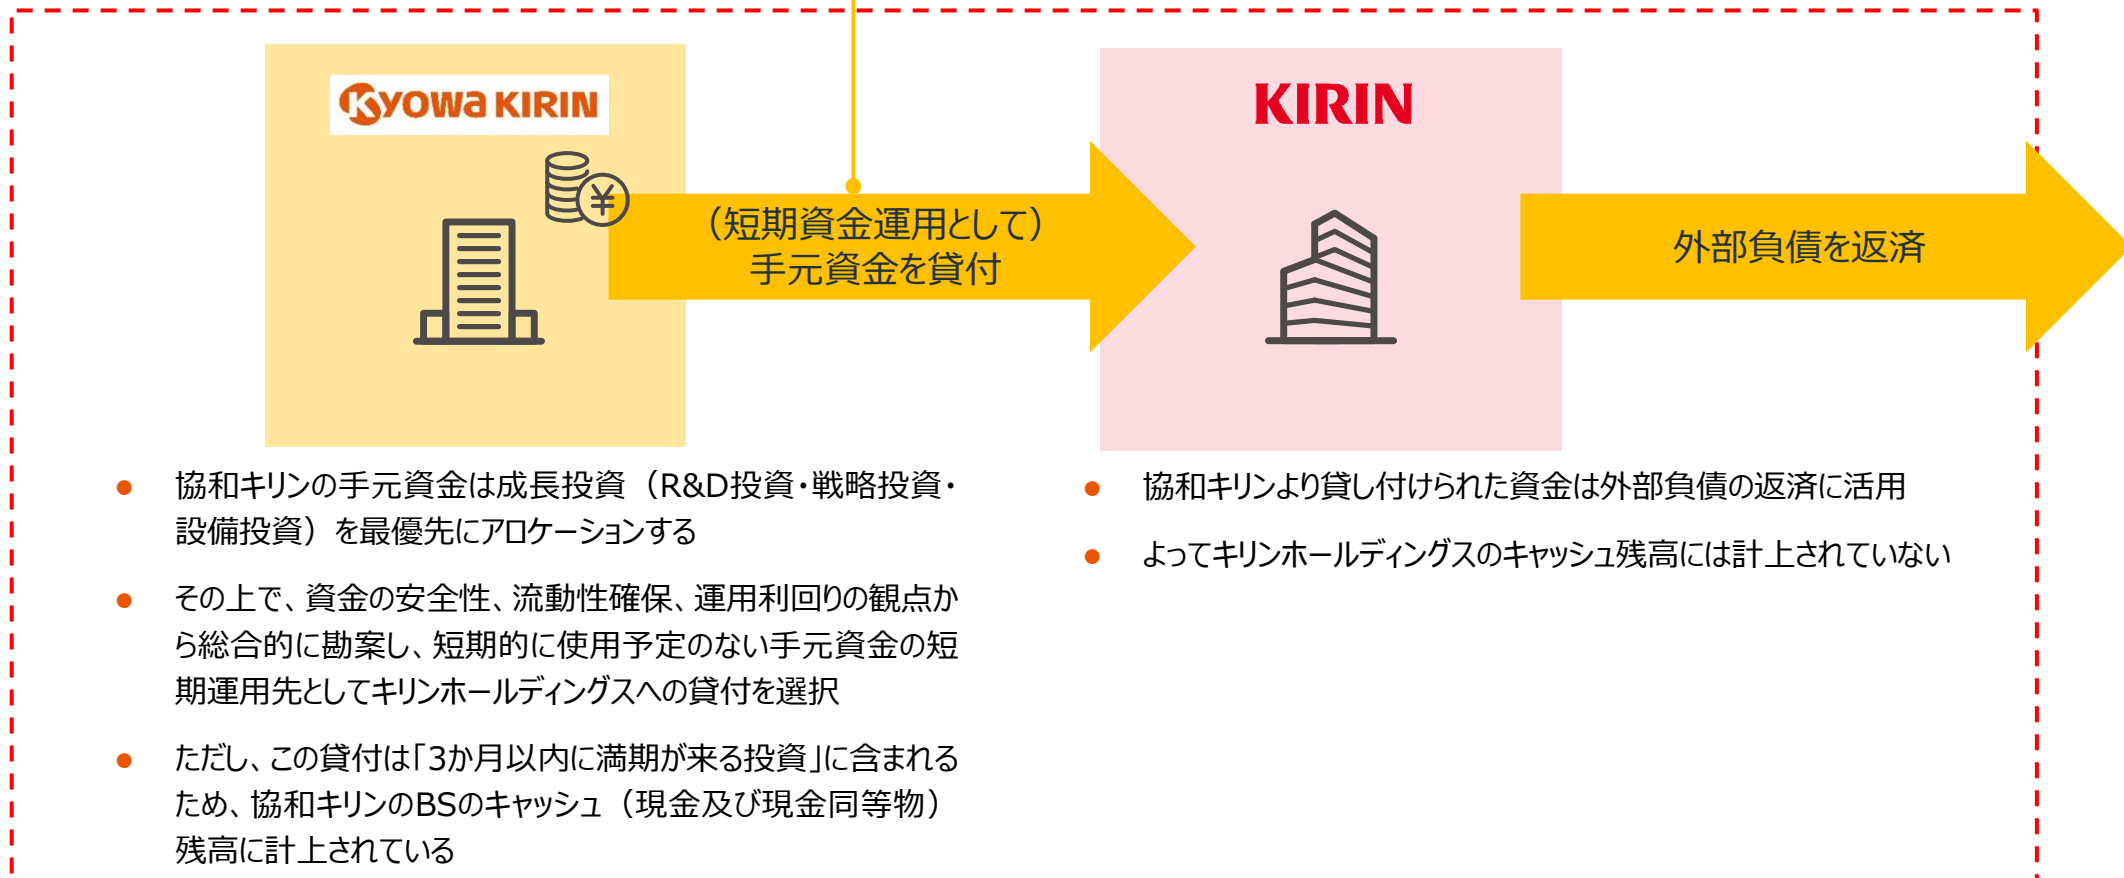 KYOWA KIRIN
KIRIN
¥
（短期資金運用として）
手元資金を貸付
外部負債を返済
● 協和キリンの手元資金は成長投資（R&D投資・戦略投資・
設備投資）を最優先にアロケーションする
● その上で、資金の安全性、流動性確保、運用利回りの観点か
ら総合的に勘案し、短期的に使用予定のない手元資金の短
期運用先としてキリンホールディングスへの貸付を選択
● ただし、この貸付は「3か月以内に満期が来る投資」に含まれる
ため、協和キリンのBSのキャッシュ（現金及び現金同等物）
残高に計上されている
● 協和キリンより貸し付けられた資金は外部負債の返済に活用
● よってキリンホールディングスのキャッシュ残高には計上されていない